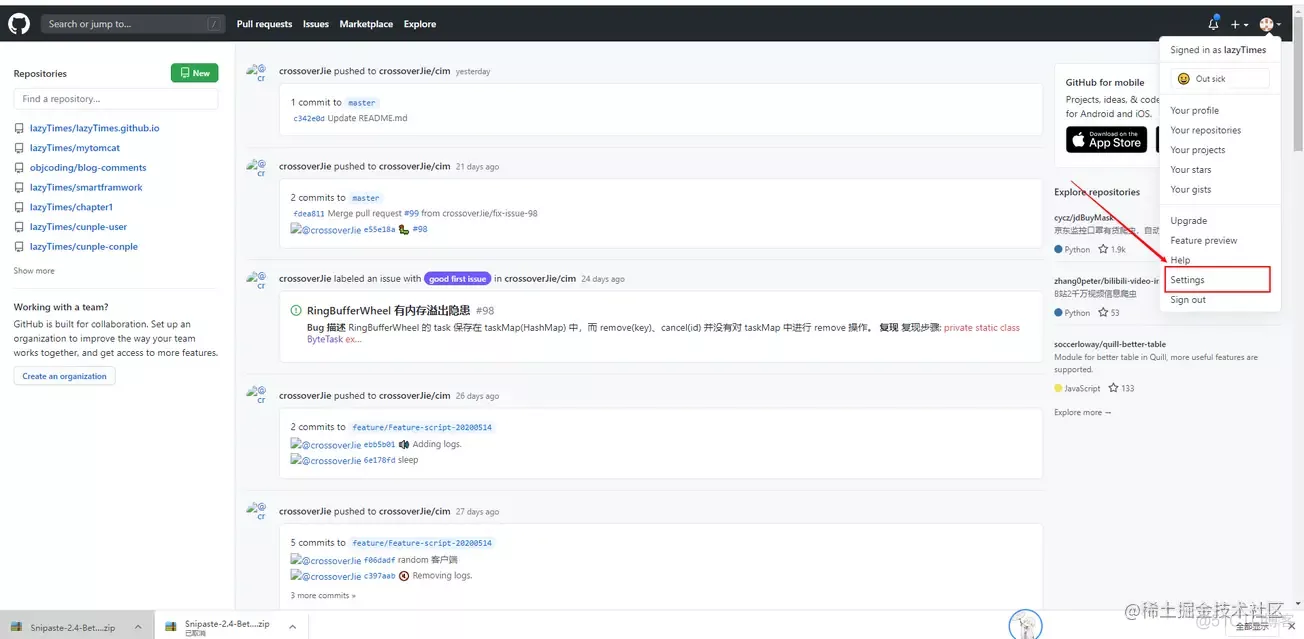 Search or jump to... /
Pull requests Issues Marketplace Explore
Repositories
New
Find a repository...
lazyTimes/lazyTimes.github.io
lazyTimes/mytomcat
objcoding/blog-comments
lazyTimes/smartframwork
lazyTimes/chapter1
lazyTimes/cunple-user
lazyTimes/cunple-conple
Show more
Working with a team?
GitHub is built for collaboration. Set up an
organization to improve the way your team
works together, and get access to more features.
Create an organization
@
cr
crossoverJie pushed to crossoverJie/cim yesterday
1 commit to master
c342e0d Update README.md
@
cr
crossoverJie pushed to crossoverJie/cim 21 days ago
2 commits to master
fdea811 Merge pull request #99 from crossoverJie/fix-issue-98
@crossoverJie e55e18a #98
@
cr
crossoverJie labeled an issue with good first issue in crossoverJie/cim 24 days ago
RingBufferWheel 有内存溢出隐患 #98
Bug 描述 RingBufferWheel 的 task 保存在 taskMap(HashMap) 中，而 remove(key)、cancel(id) 并没有对 taskMap 中进行 remove 操作。 复现 复现步骤: private static class
ByteTask ex...
@
cr
crossoverJie pushed to crossoverJie/cim 26 days ago
2 commits to feature/Feature-script-20200514
@crossoverJie ebb5b01 Adding logs.
@crossoverJie 6e178fd sleep
@
cr
crossoverJie pushed to crossoverJie/cim 27 days ago
5 commits to feature/Feature-script-20200514
@crossoverJie f06dadf random 客户端
@crossoverJie c397aab Removing logs.
3 more commits »
GitHub for mobile
Projects, ideas, & code
for Android and iOS.
Download on the
App Store
Explore repositories
cycz/jdBuyMask
京东监控口罩有货爬虫，自动
Python 1.9k
zhang0peter/bilibili-video-in
B站2千万视频信息爬虫
Python 53
soccerloway/quill-better-table
Module for better table in Quill, more useful features are
supported.
JavaScript 133
Explore more →
Signed in as lazyTimes
Out sick
Your profile
Your repositories
Your projects
Your stars
Your gists
Upgrade
Feature preview
Help
Settings
Sign out
Snipaste-2.4-Bet....zip
Snipaste-2.4-Bet....zip
已取消
@稀土掘金技术社区
全部显示